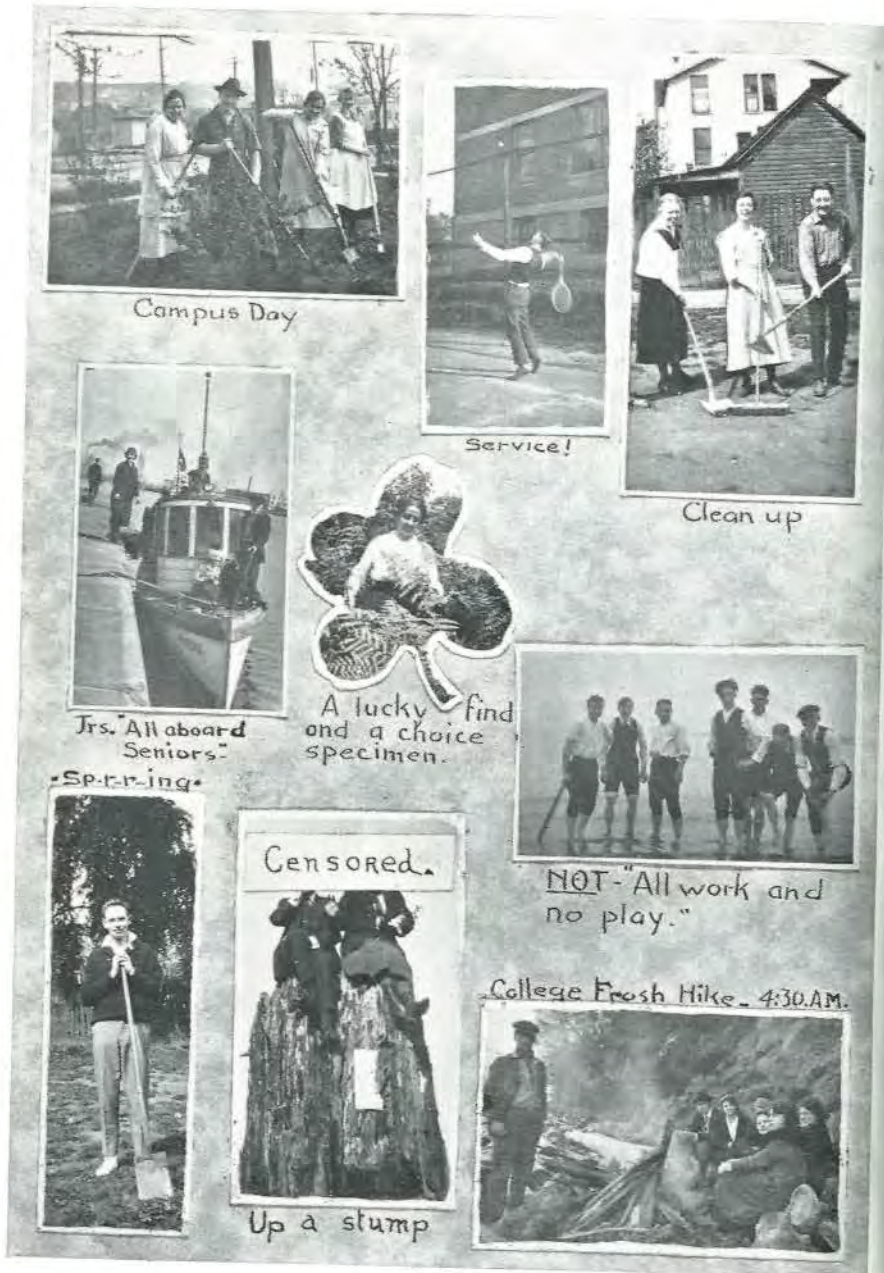 Campus Day
Service!
Clean up
Jrs. "All aboard
Seniors"-
A lucky find
and a choice
specimen.
•Sp-r-r-ing•
Censored.
NOT-"All work and
no play."
College Frosh Hike - 4:30.A.M.
Up a stump